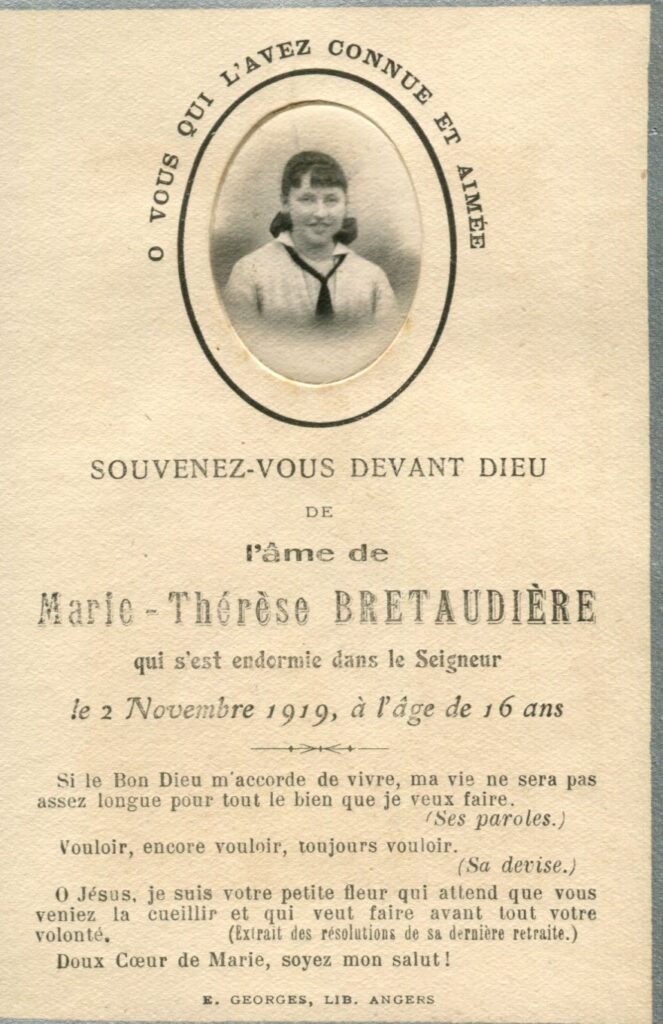 O VOUS QUI L'AVEZ CONNUE ET AIMÉE
SOUVENEZ-VOUS DEVANT DIEU
DE
l'âme de
Marie-Thérèse BRETAUDIÈRE
qui s'est endormie dans le Seigneur
le 2 Novembre 1919, à l'âge de 16 ans
Si le Bon Dieu m'accorde de vivre, ma vie ne sera pas
assez longue pour tout le bien que je veux faire.
(Ses paroles.)
Vouloir, encore vouloir, toujours vouloir.
(Sa devise.)
O Jésus, je suis votre petite fleur qui attend que vous
veniez la cueillir et qui veut faire avant tout votre
volonté. (Extrait des résolutions de sa dernière retraite.)
Doux Cœur de Marie, soyez mon salut !
E. GEORGES, LIB. ANGERS